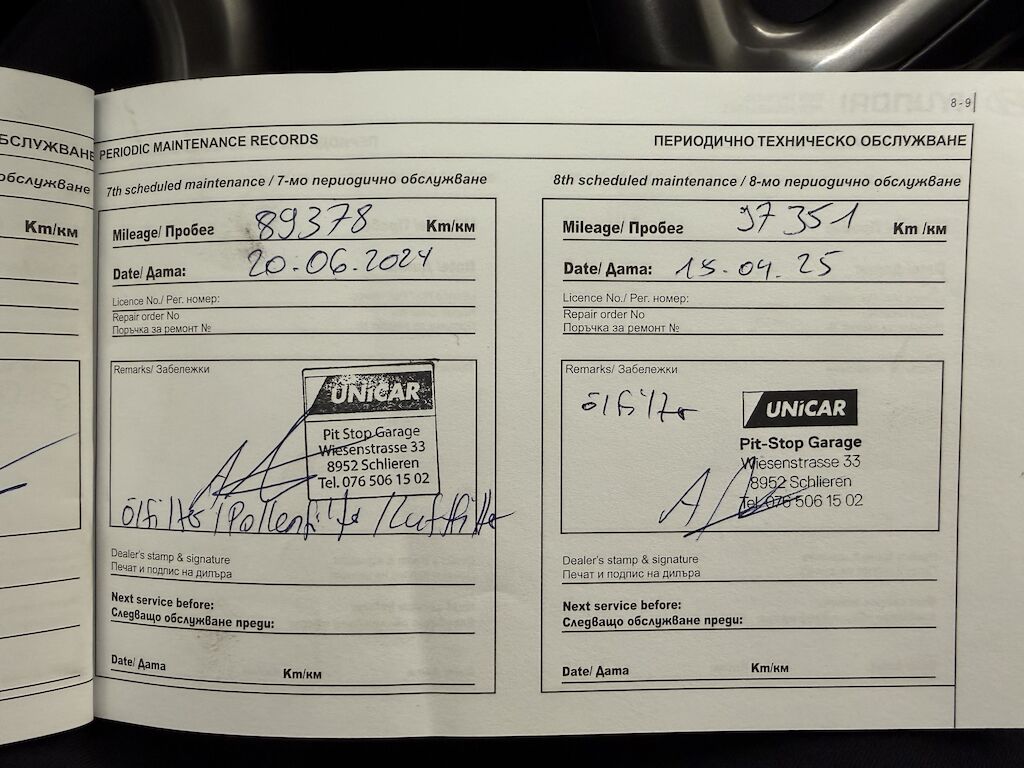 8-9
БСЛУЖВАНЕ
обслужване
Km/км
PERIODIC MAINTENANCE RECORDS
ПЕРИОДИЧНО ТЕХНИЧЕСКО ОБСЛУЖВАНЕ
7th scheduled maintenance / 7-мо периодично обслужване
Mileage/ Пробег 89378 Km/км
Date/ Дата: 20.06.2024
Licence No./ Рег. номер:
Repair order No
Поръчка за ремонт №
Remarks/ Забележки
UNiCAR
Pit Stop Garage
Wiesenstrasse 33
8952 Schlieren
Tel. 076 506 15 02
Ölfilter / Pollenfilter / Luftfilter
Dealer's stamp & signature
Печат и подпис на дилъра
Next service before:
Следващо обслужване преди:
Date/ Дата Km/км
8th scheduled maintenance / 8-мо периодично обслужване
Mileage/ Пробег 97351 Km /км
Date/ Дата: 15.04.25
Licence No./ Рег. номер:
Repair order No
Поръчка за ремонт №
Remarks/ Забележки
Ölfilter
UNiCAR
Pit-Stop Garage
Wiesenstrasse 33
8952 Schlieren
Tel. 076 506 15 02
Dealer's stamp & signature
Печат и подпис на дилъра
Next service before:
Следващо обслужване преди:
Date/ Дата Km/км